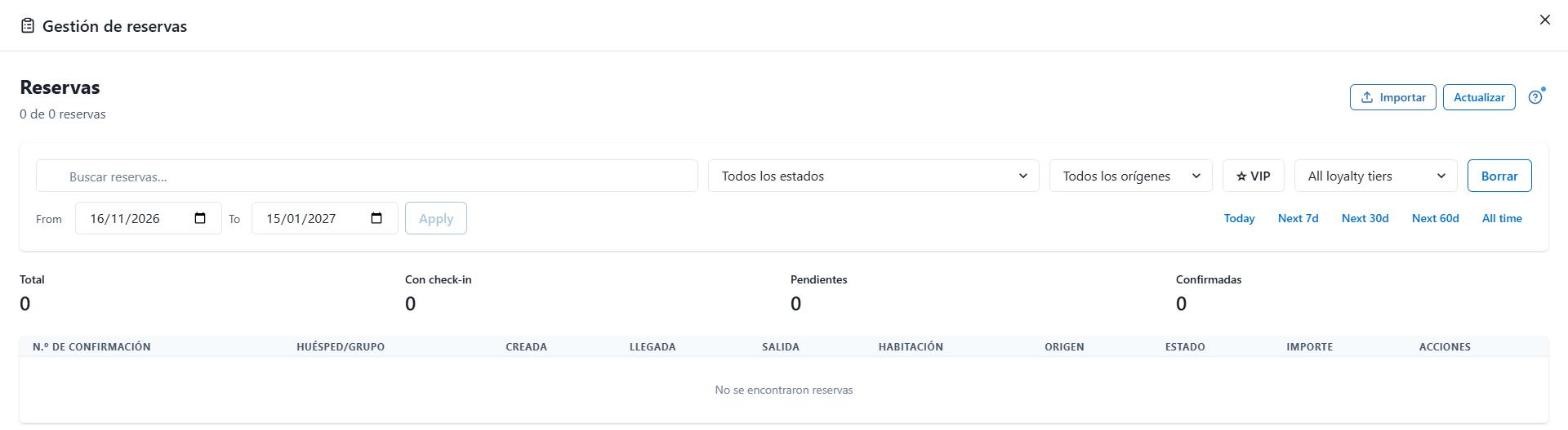 Gestión de reservas
Reservas
0 de 0 reservas
Importar
Actualizar
Buscar reservas...
Todos los estados
Todos los orígenes
VIP
All loyalty tiers
Borrar
From
16/11/2026
To
15/01/2027
Apply
Today
Next 7d
Next 30d
Next 60d
All time
Total
Con check-in
Pendientes
Confirmadas
0
0
0
0
N.º DE CONFIRMACIÓN
HUÉSPED/GRUPO
CREADA
LLEGADA
SALIDA
HABITACIÓN
ORIGEN
ESTADO
IMPORTE
ACCIONES
No se encontraron reservas